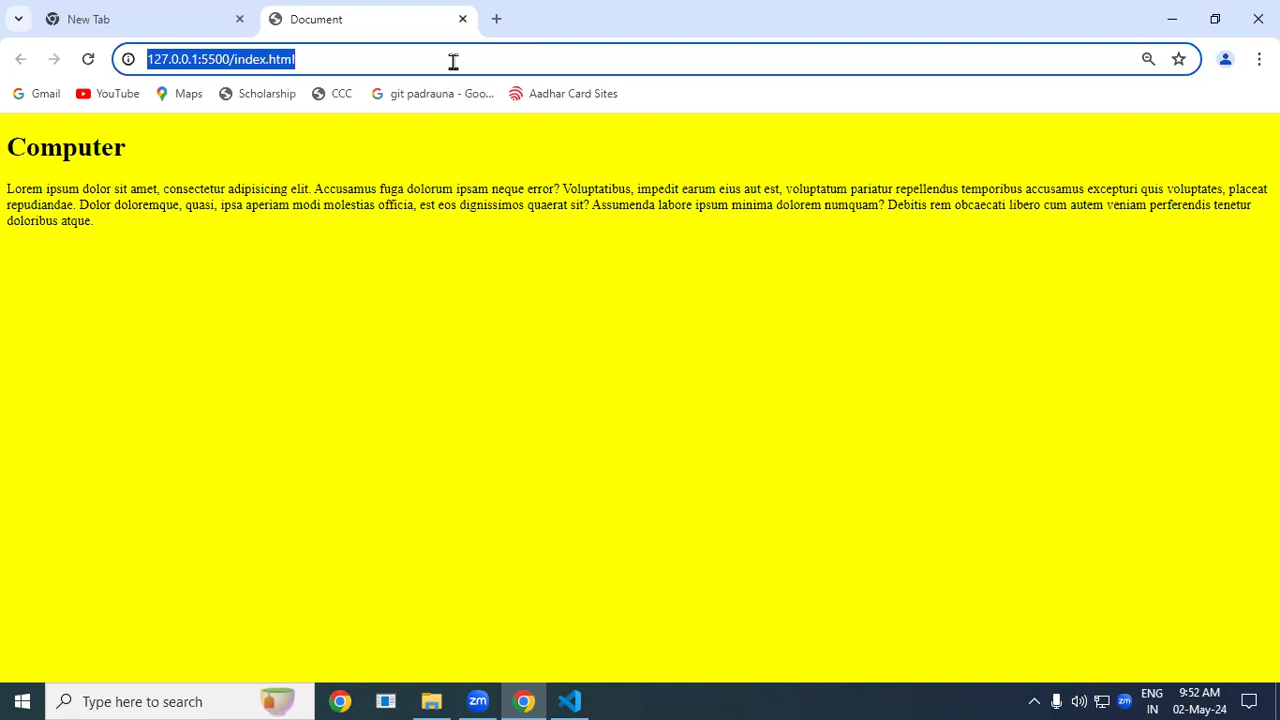 New Tab
Document
127.0.0.1:5500/index.html
Gmail
YouTube
Maps
Scholarship
CCC
git padrauna - Goo...
Aadhar Card Sites
Computer
Lorem ipsum dolor sit amet, consectetur adipisicing elit. Accusamus fuga dolorum ipsam neque error? Voluptatibus, impedit earum eius aut est, voluptatum pariatur repellendus temporibus accusamus excepturi quis voluptates, placeat
repudiandae. Dolor doloremque, quasi, ipsa aperiam modi molestias officia, est eos dignissimos quaerat sit? Assumenda labore ipsum minima dolorem numquam? Debitis rem obcaecati libero cum autem veniam perferendis tenetur
doloribus atque.
Type here to search
zm
zm
ENG
IN
9:52 AM
02-May-24